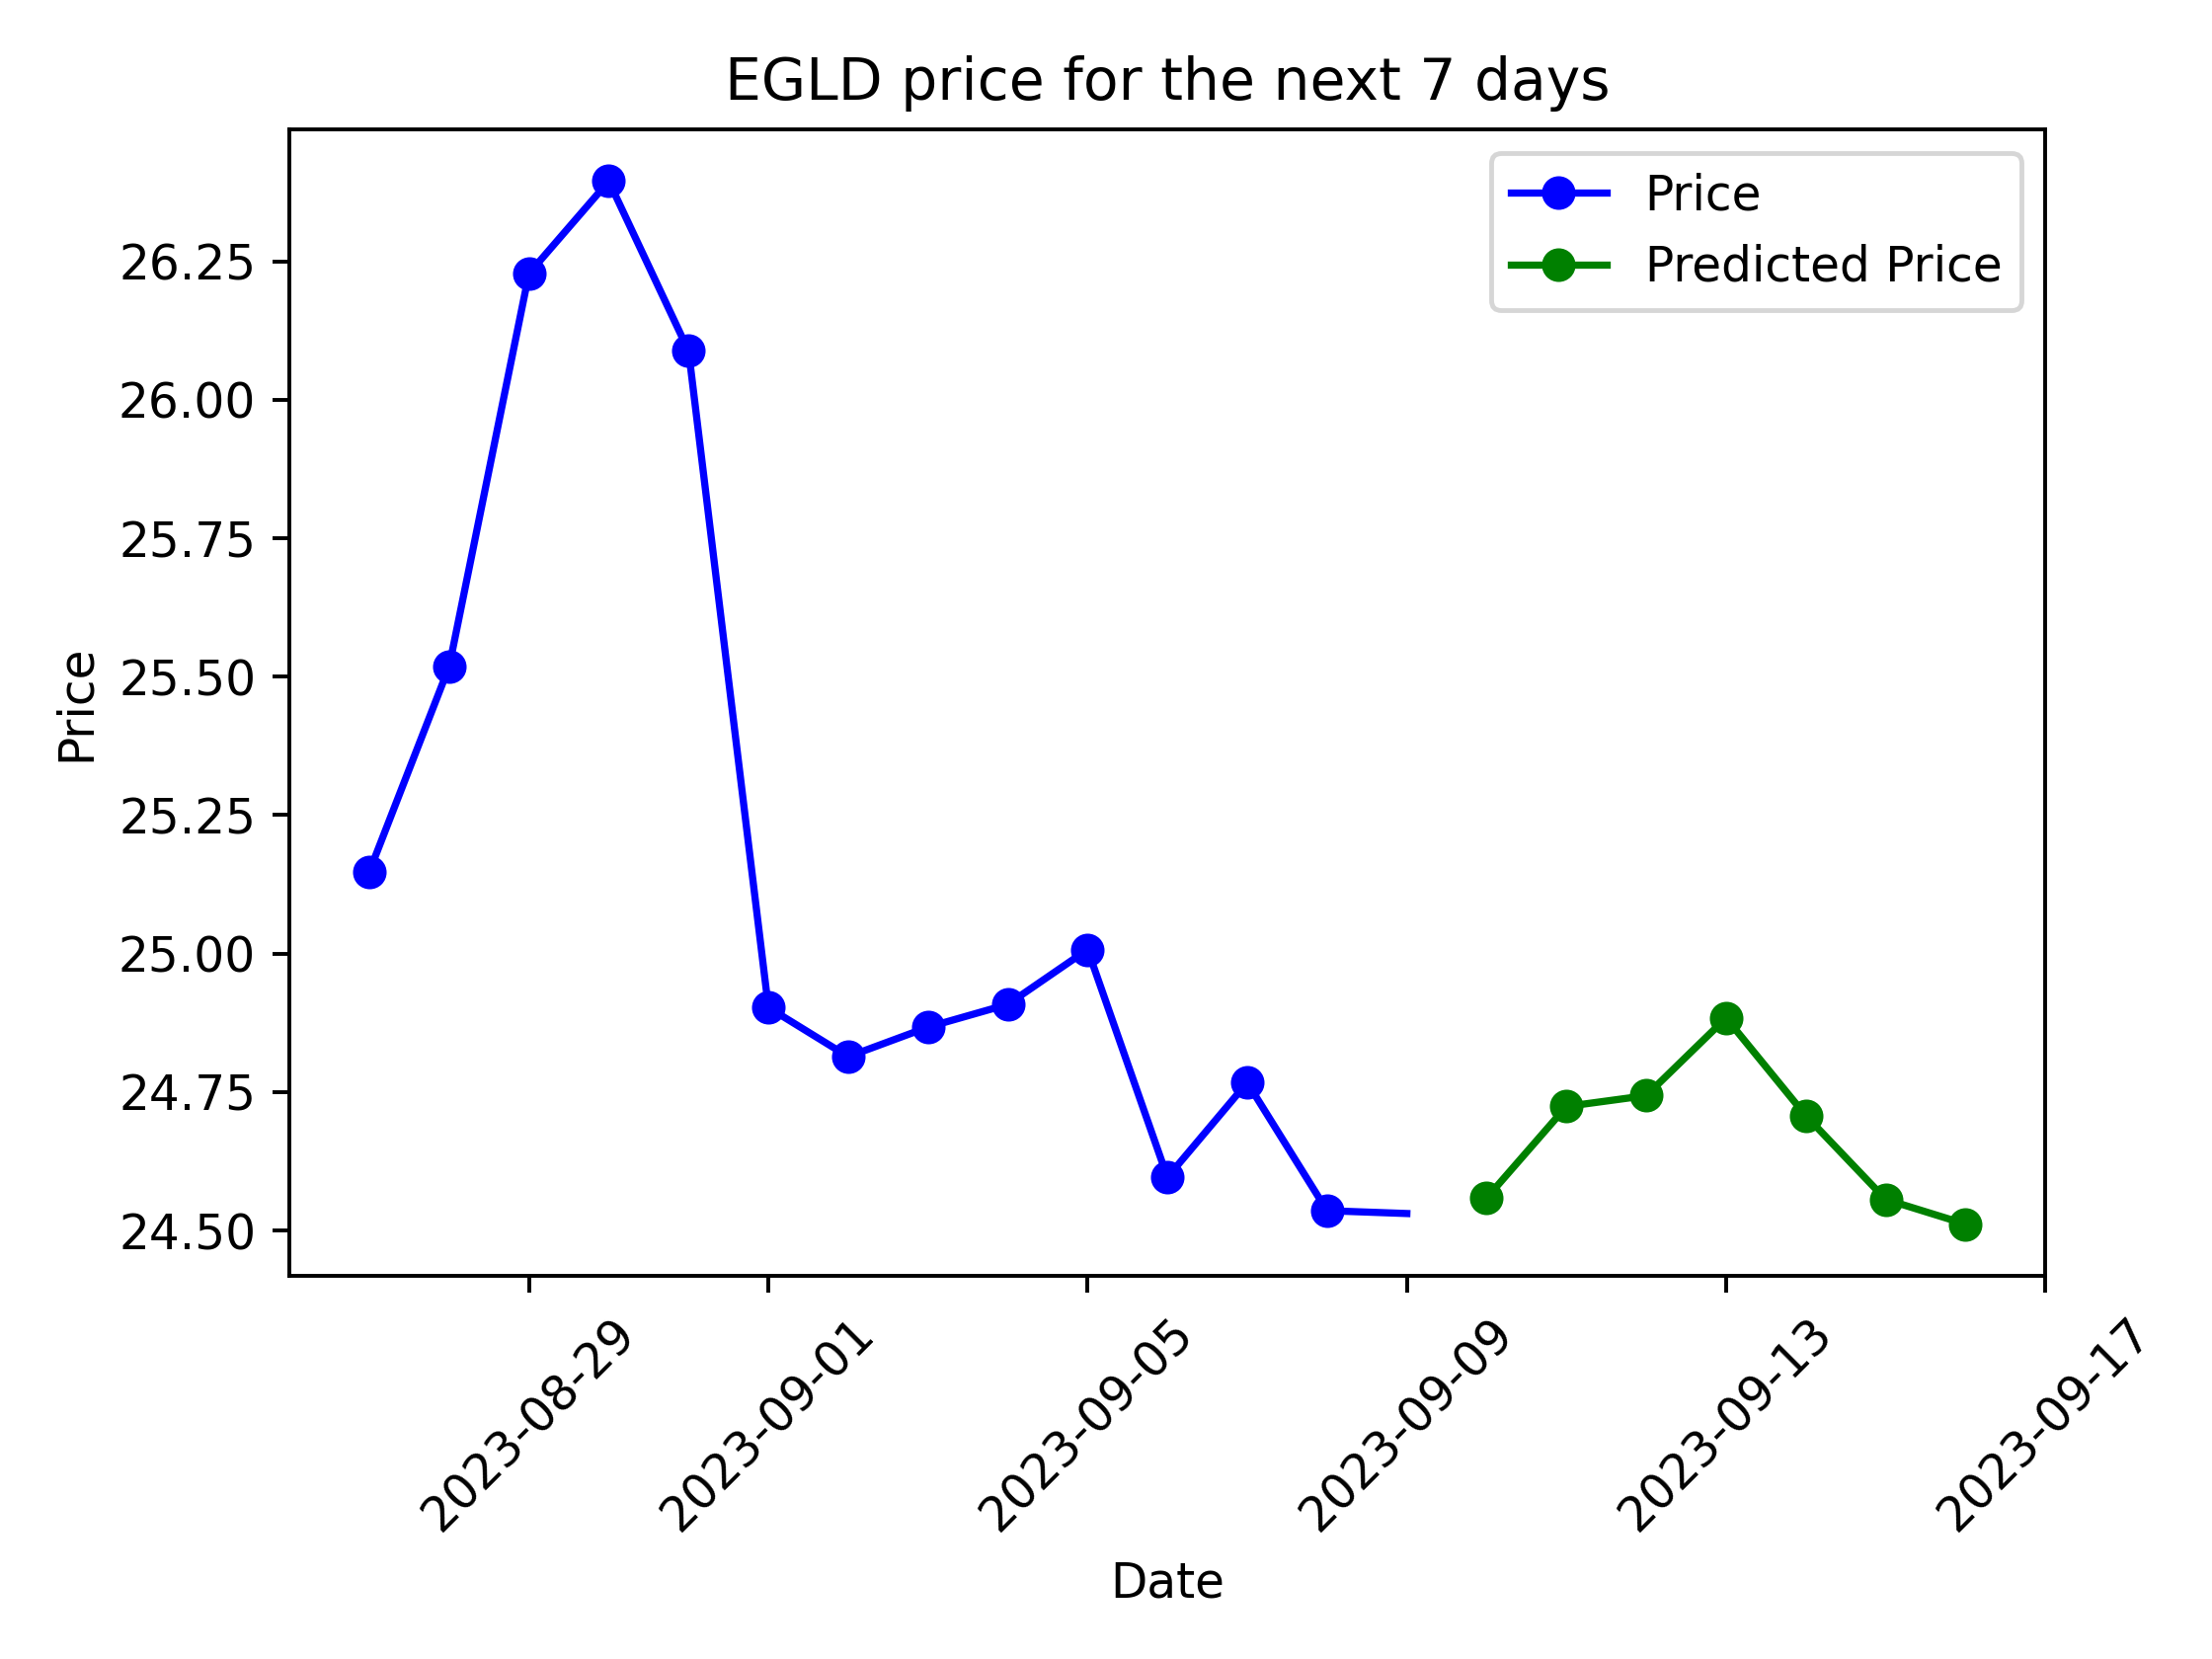 EGLD price for the next 7 days
Price
Predicted Price
26.25
26.00
25.75
25.50
25.25
25.00
24.75
24.50
Price
2023-08-29
2023-09-01
2023-09-05
2023-09-09
2023-09-13
2023-09-17
Date